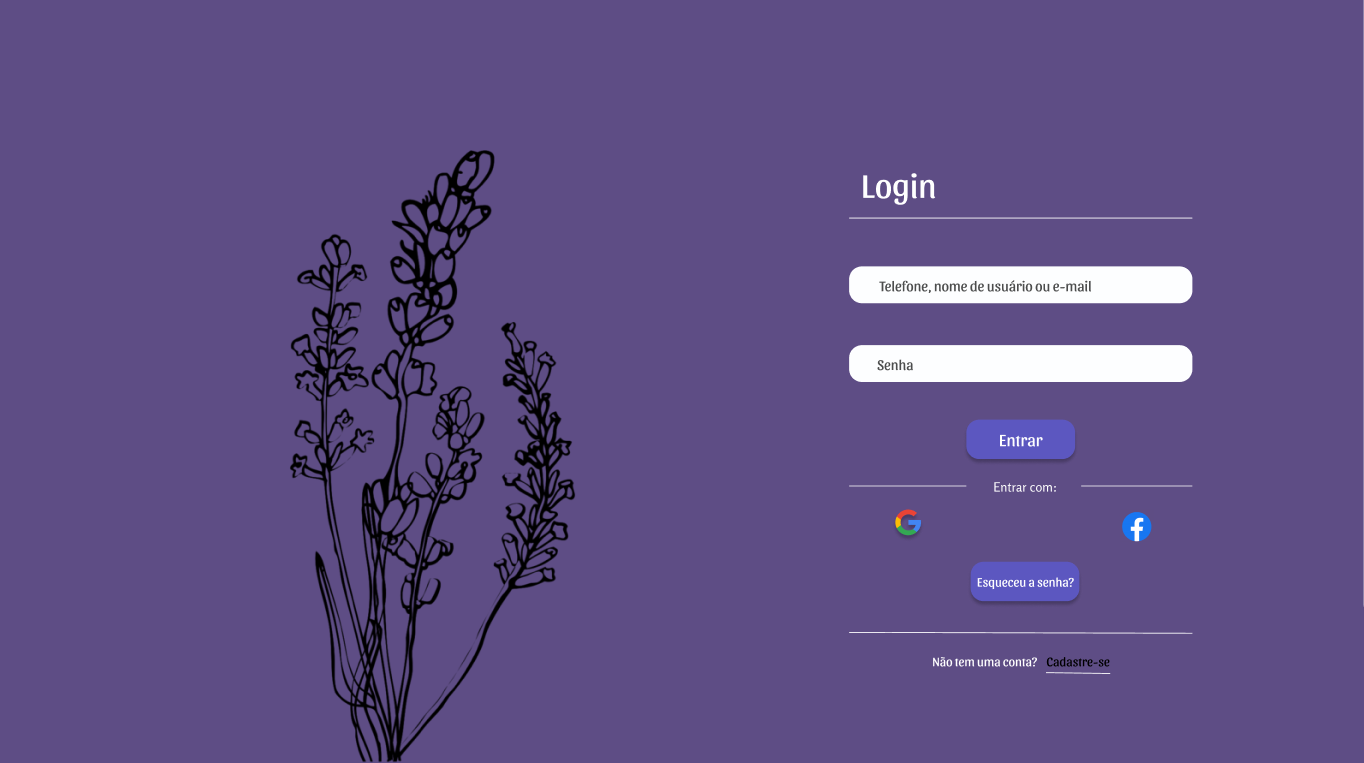 Login
Telefone, nome de usuário ou e-mail
Senha
Entrar
Entrar com:
Esqueceu a senha?
Não tem uma conta? Cadastre-se